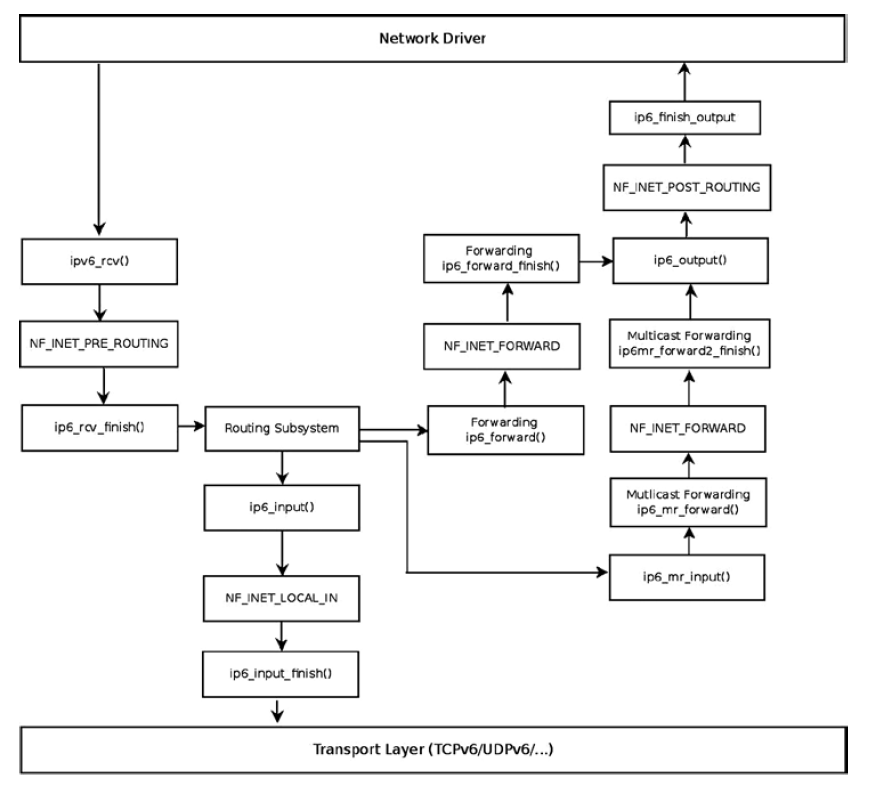 Network Driver
ip6_finish_output
NF_INET_POST_ROUTING
ipv6_rcv()
Forwarding
ip6_forward_finish()
ip6_output()
NF_INET_PRE_ROUTING
NF_INET_FORWARD
Multicast Forwarding
ip6mr_forward2_finish()
ip6_rcv_finish()
Routing Subsystem
Forwarding
ip6_forward()
NF_INET_FORWARD
ip6_input()
Mutlicast Forwarding
ip6_mr_forward()
NF_INET_LOCAL_IN
ip6_mr_input()
ip6_input_finish()
Transport Layer (TCPv6/UDPv6/...)